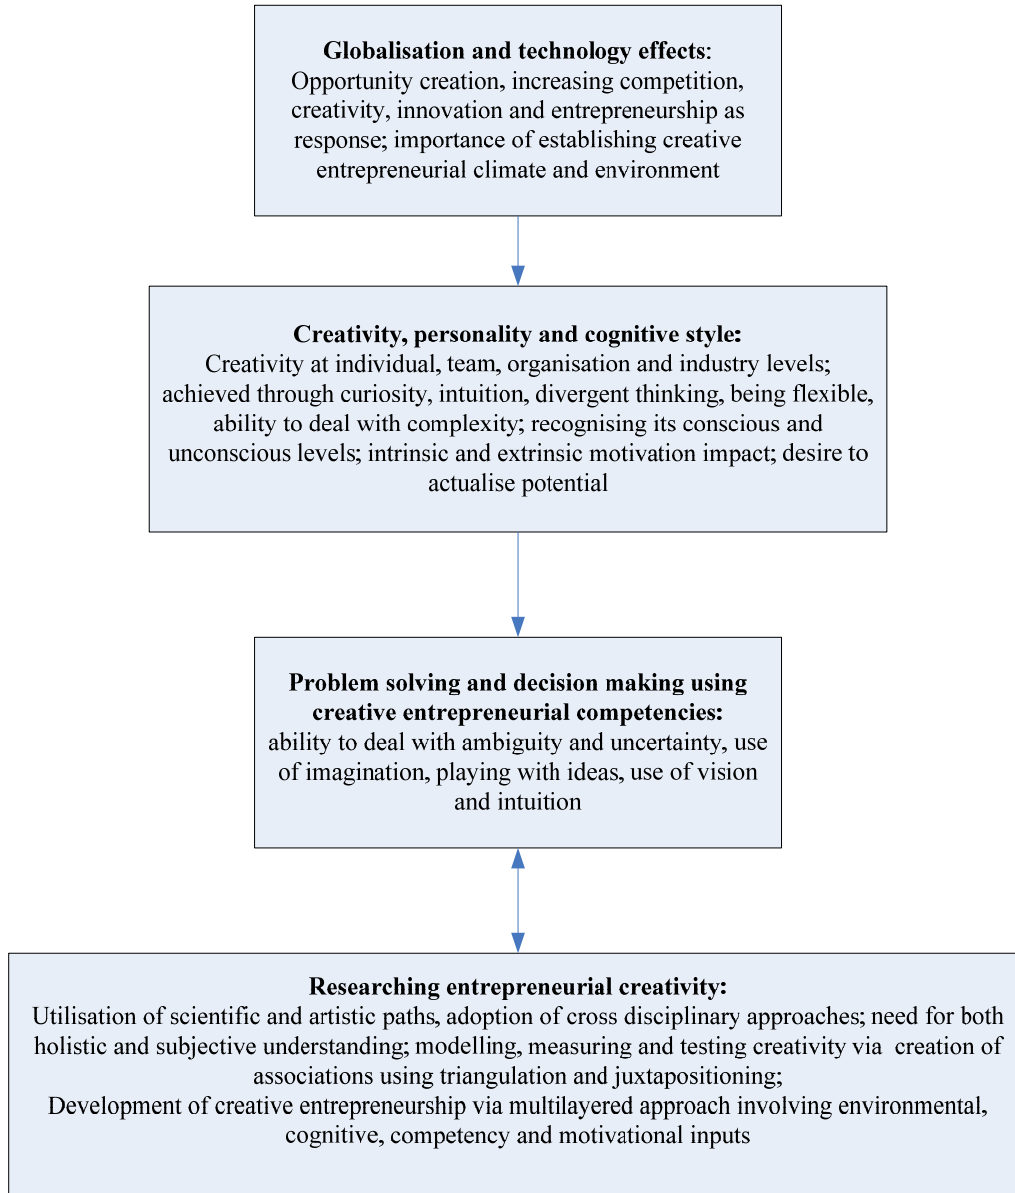 Globalisation and technology effects:
Opportunity creation, increasing competition,
creativity, innovation and entrepreneurship as
response; importance of establishing creative
entrepreneurial climate and environment
Creativity, personality and cognitive style:
Creativity at individual, team, organisation and industry levels;
achieved through curiosity, intuition, divergent thinking, being flexible,
ability to deal with complexity; recognising its conscious and
unconscious levels; intrinsic and extrinsic motivation impact; desire to
actualise potential
Problem solving and decision making using
creative entrepreneurial competencies:
ability to deal with ambiguity and uncertainty, use
of imagination, playing with ideas, use of vision
and intuition
Researching entrepreneurial creativity:
Utilisation of scientific and artistic paths, adoption of cross disciplinary approaches; need for both
holistic and subjective understanding; modelling, measuring and testing creativity via creation of
associations using triangulation and juxtapositioning;
Development of creative entrepreneurship via multilayered approach involving environmental,
cognitive, competency and motivational inputs